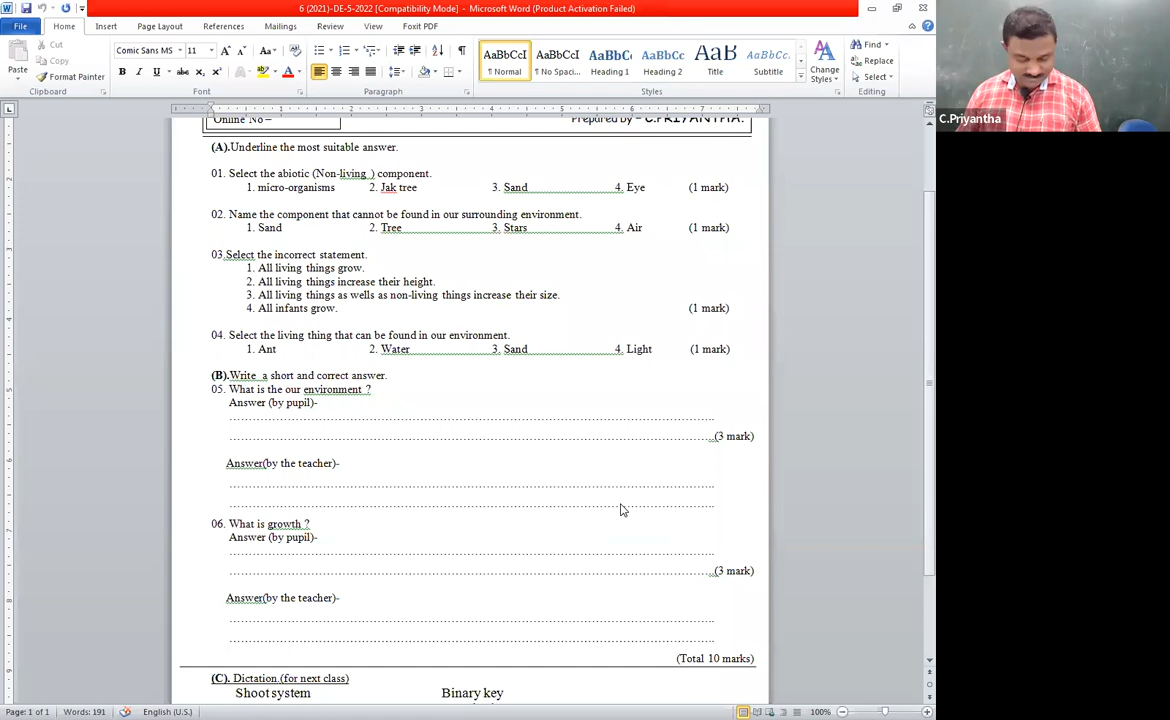 6 (2021)-DE-5-2022 [Compatibility Mode] - Microsoft Word (Product Activation Failed)
File Home Insert Page Layout References Mailings Review View Foxit PDF
Paste
Cut
Copy
Format Painter
Clipboard
Comic Sans MS 11
Font
Paragraph
AaBbCcI AaBbCcI AaBbC AaBbCc AaB AaBbCc.
¶ Normal ¶ No Spaci... Heading 1 Heading 2 Title Subtitle
Change Styles
Styles
Find
Replace
Select
Editing
C.Priyantha
Online No –
Prepared by – C.PRIYANTHA.
(A).Underline the most suitable answer.
01. Select the abiotic (Non-living ) component.
1. micro-organisms 2. Jak tree 3. Sand 4. Eye (1 mark)
02. Name the component that cannot be found in our surrounding environment.
1. Sand 2. Tree 3. Stars 4. Air (1 mark)
03.Select the incorrect statement.
1. All living things grow.
2. All living things increase their height.
3. All living things as wells as non-living things increase their size.
4. All infants grow. (1 mark)
04. Select the living thing that can be found in our environment.
1. Ant 2. Water 3. Sand 4. Light (1 mark)
(B).Write a short and correct answer.
05. What is the our environment ?
Answer (by pupil)-
(3 mark)
Answer(by the teacher)-
06. What is growth ?
Answer (by pupil)-
(3 mark)
Answer(by the teacher)-
(Total 10 marks)
(C). Dictation.(for next class)
Shoot system Binary key
Page: 1 of 1 Words: 191 English (U.S.) 100%